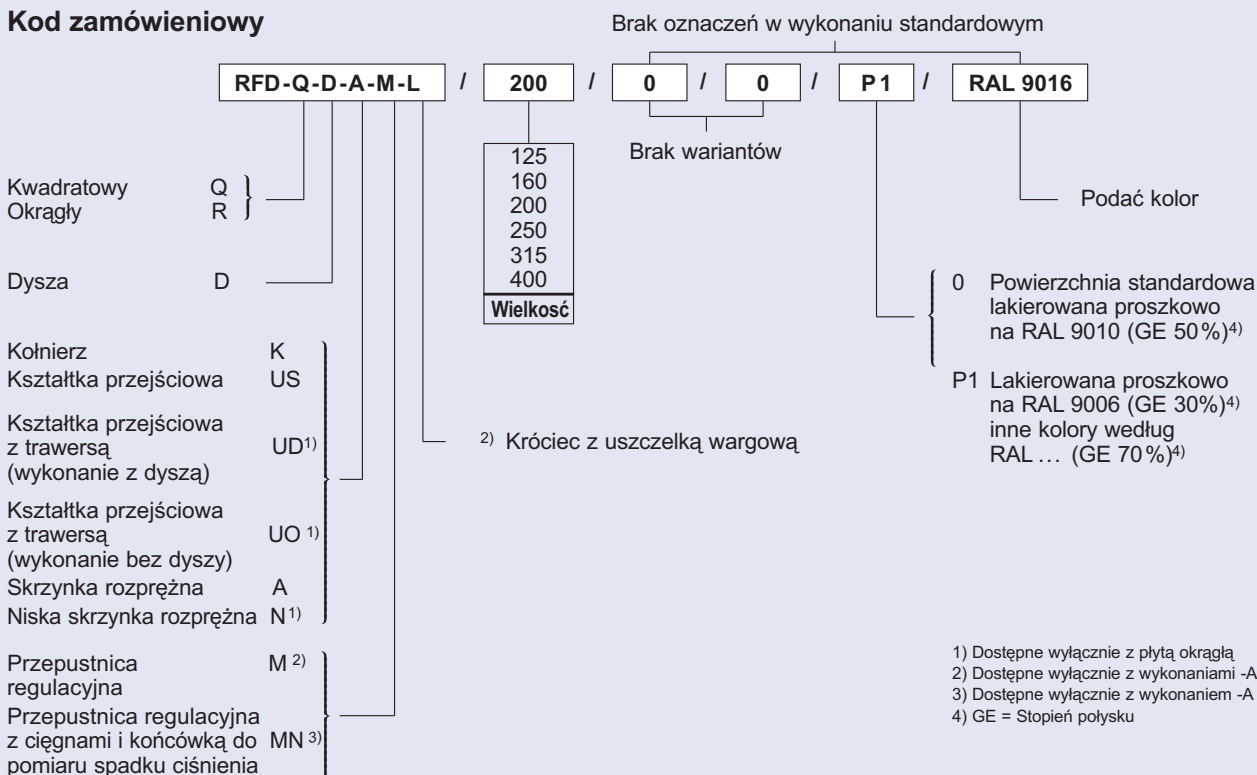 Kod zamówieniowy
Brak oznaczeń w wykonaniu standardowym
RFD-Q-D-A-M-L / 200 / 0 / 0 / P1 / RAL 9016
125
160
200
250
315
400
Wielkosć
Brak wariantów
Podać kolor
Kwadratowy Q
Okrągły R
Dysza D
Kołnierz K
Kształtka przejściowa US
Kształtka przejściowa
z trawersą UD1)
(wykonanie z dyszą)
Kształtka przejściowa
z trawersą UO 1)
(wykonanie bez dyszy)
Skrzynka rozprężna A
Niska skrzynka rozprężna N1)
Przepustnica M 2)
regulacyjna
Przepustnica regulacyjna
z cięgnami i końcówką do MN 3)
pomiaru spadku ciśnienia
2) Króciec z uszczelką wargową
0 Powierzchnia standardowa
lakierowana proszkowo
na RAL 9010 (GE 50%)4)
P1 Lakierowana proszkowo
na RAL 9006 (GE 30%)4)
inne kolory według
RAL ... (GE 70%)4)
1) Dostępne wyłącznie z płytą okrągłą
2) Dostępne wyłącznie z wykonaniami -A
3) Dostępne wyłącznie z wykonaniem -A
4) GE = Stopień połysku